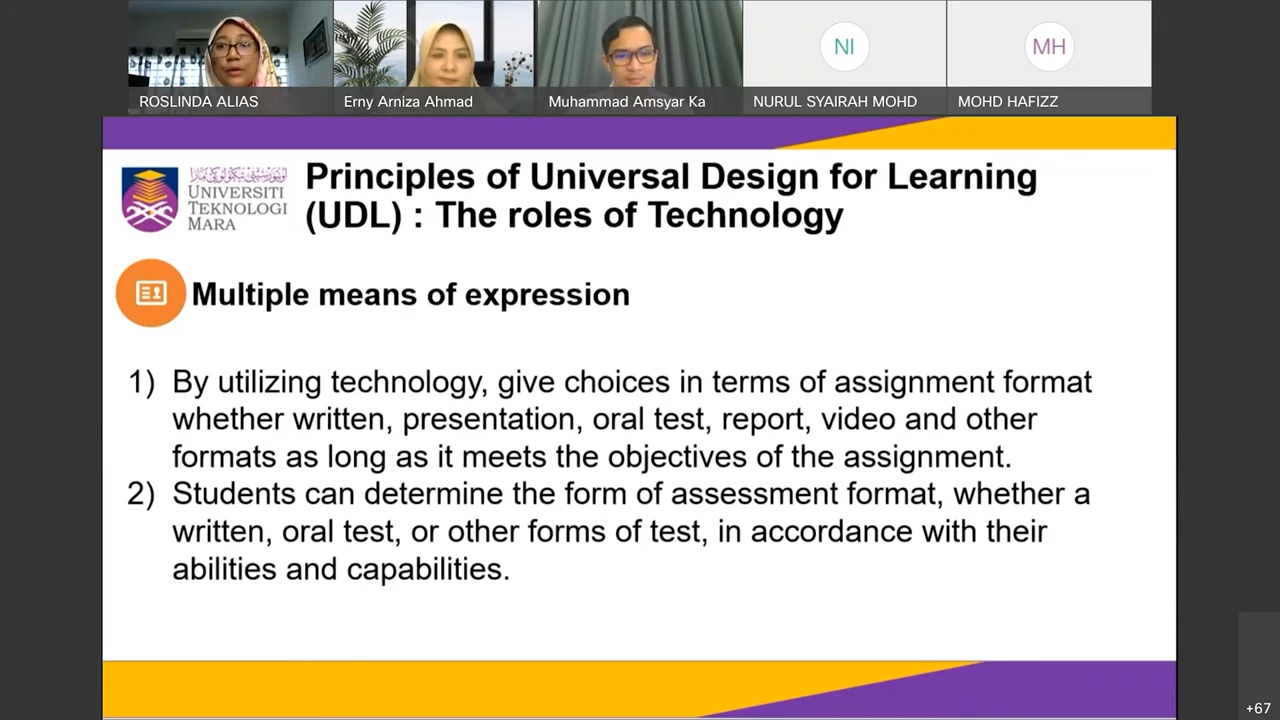 ROSLINDA ALIAS
Erny Arniza Ahmad
Muhammad Amsyar Ka
NI
NURUL SYAIRAH MOHD
MH
MOHD HAFIZZ
UNIVERSITI
TEKNOLOGI
MARA
Principles of Universal Design for Learning
(UDL) : The roles of Technology
Multiple means of expression
1) By utilizing technology, give choices in terms of assignment format
whether written, presentation, oral test, report, video and other
formats as long as it meets the objectives of the assignment.
2) Students can determine the form of assessment format, whether a
written, oral test, or other forms of test, in accordance with their
abilities and capabilities.
+67